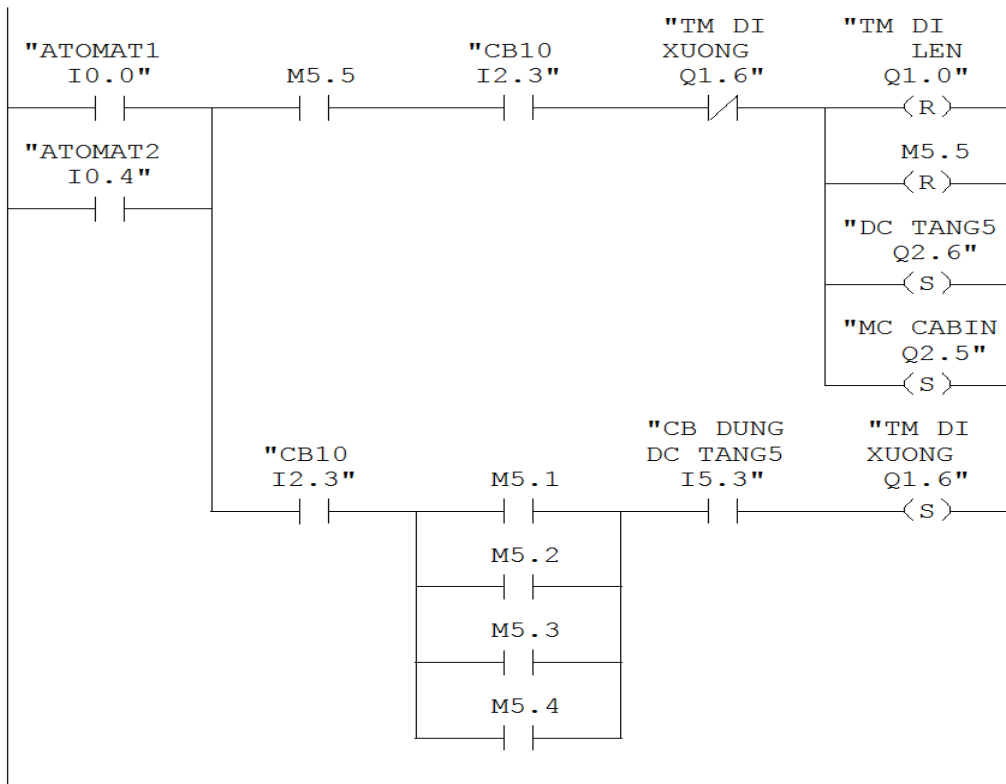 "ATOMAT1
I0.0"
M5.5
"CB10
I2.3"
"TM DI
XUONG
Q1.6"
"TM DI
LEN
Q1.0"
R
"ATOMAT2
I0.4"
M5.5
R
"DC TANG5
Q2.6"
S
"MC CABIN
Q2.5"
S
"CB10
I2.3"
M5.1
"CB DUNG
DC TANG5
I5.3"
"TM DI
XUONG
Q1.6"
S
M5.2
M5.3
M5.4